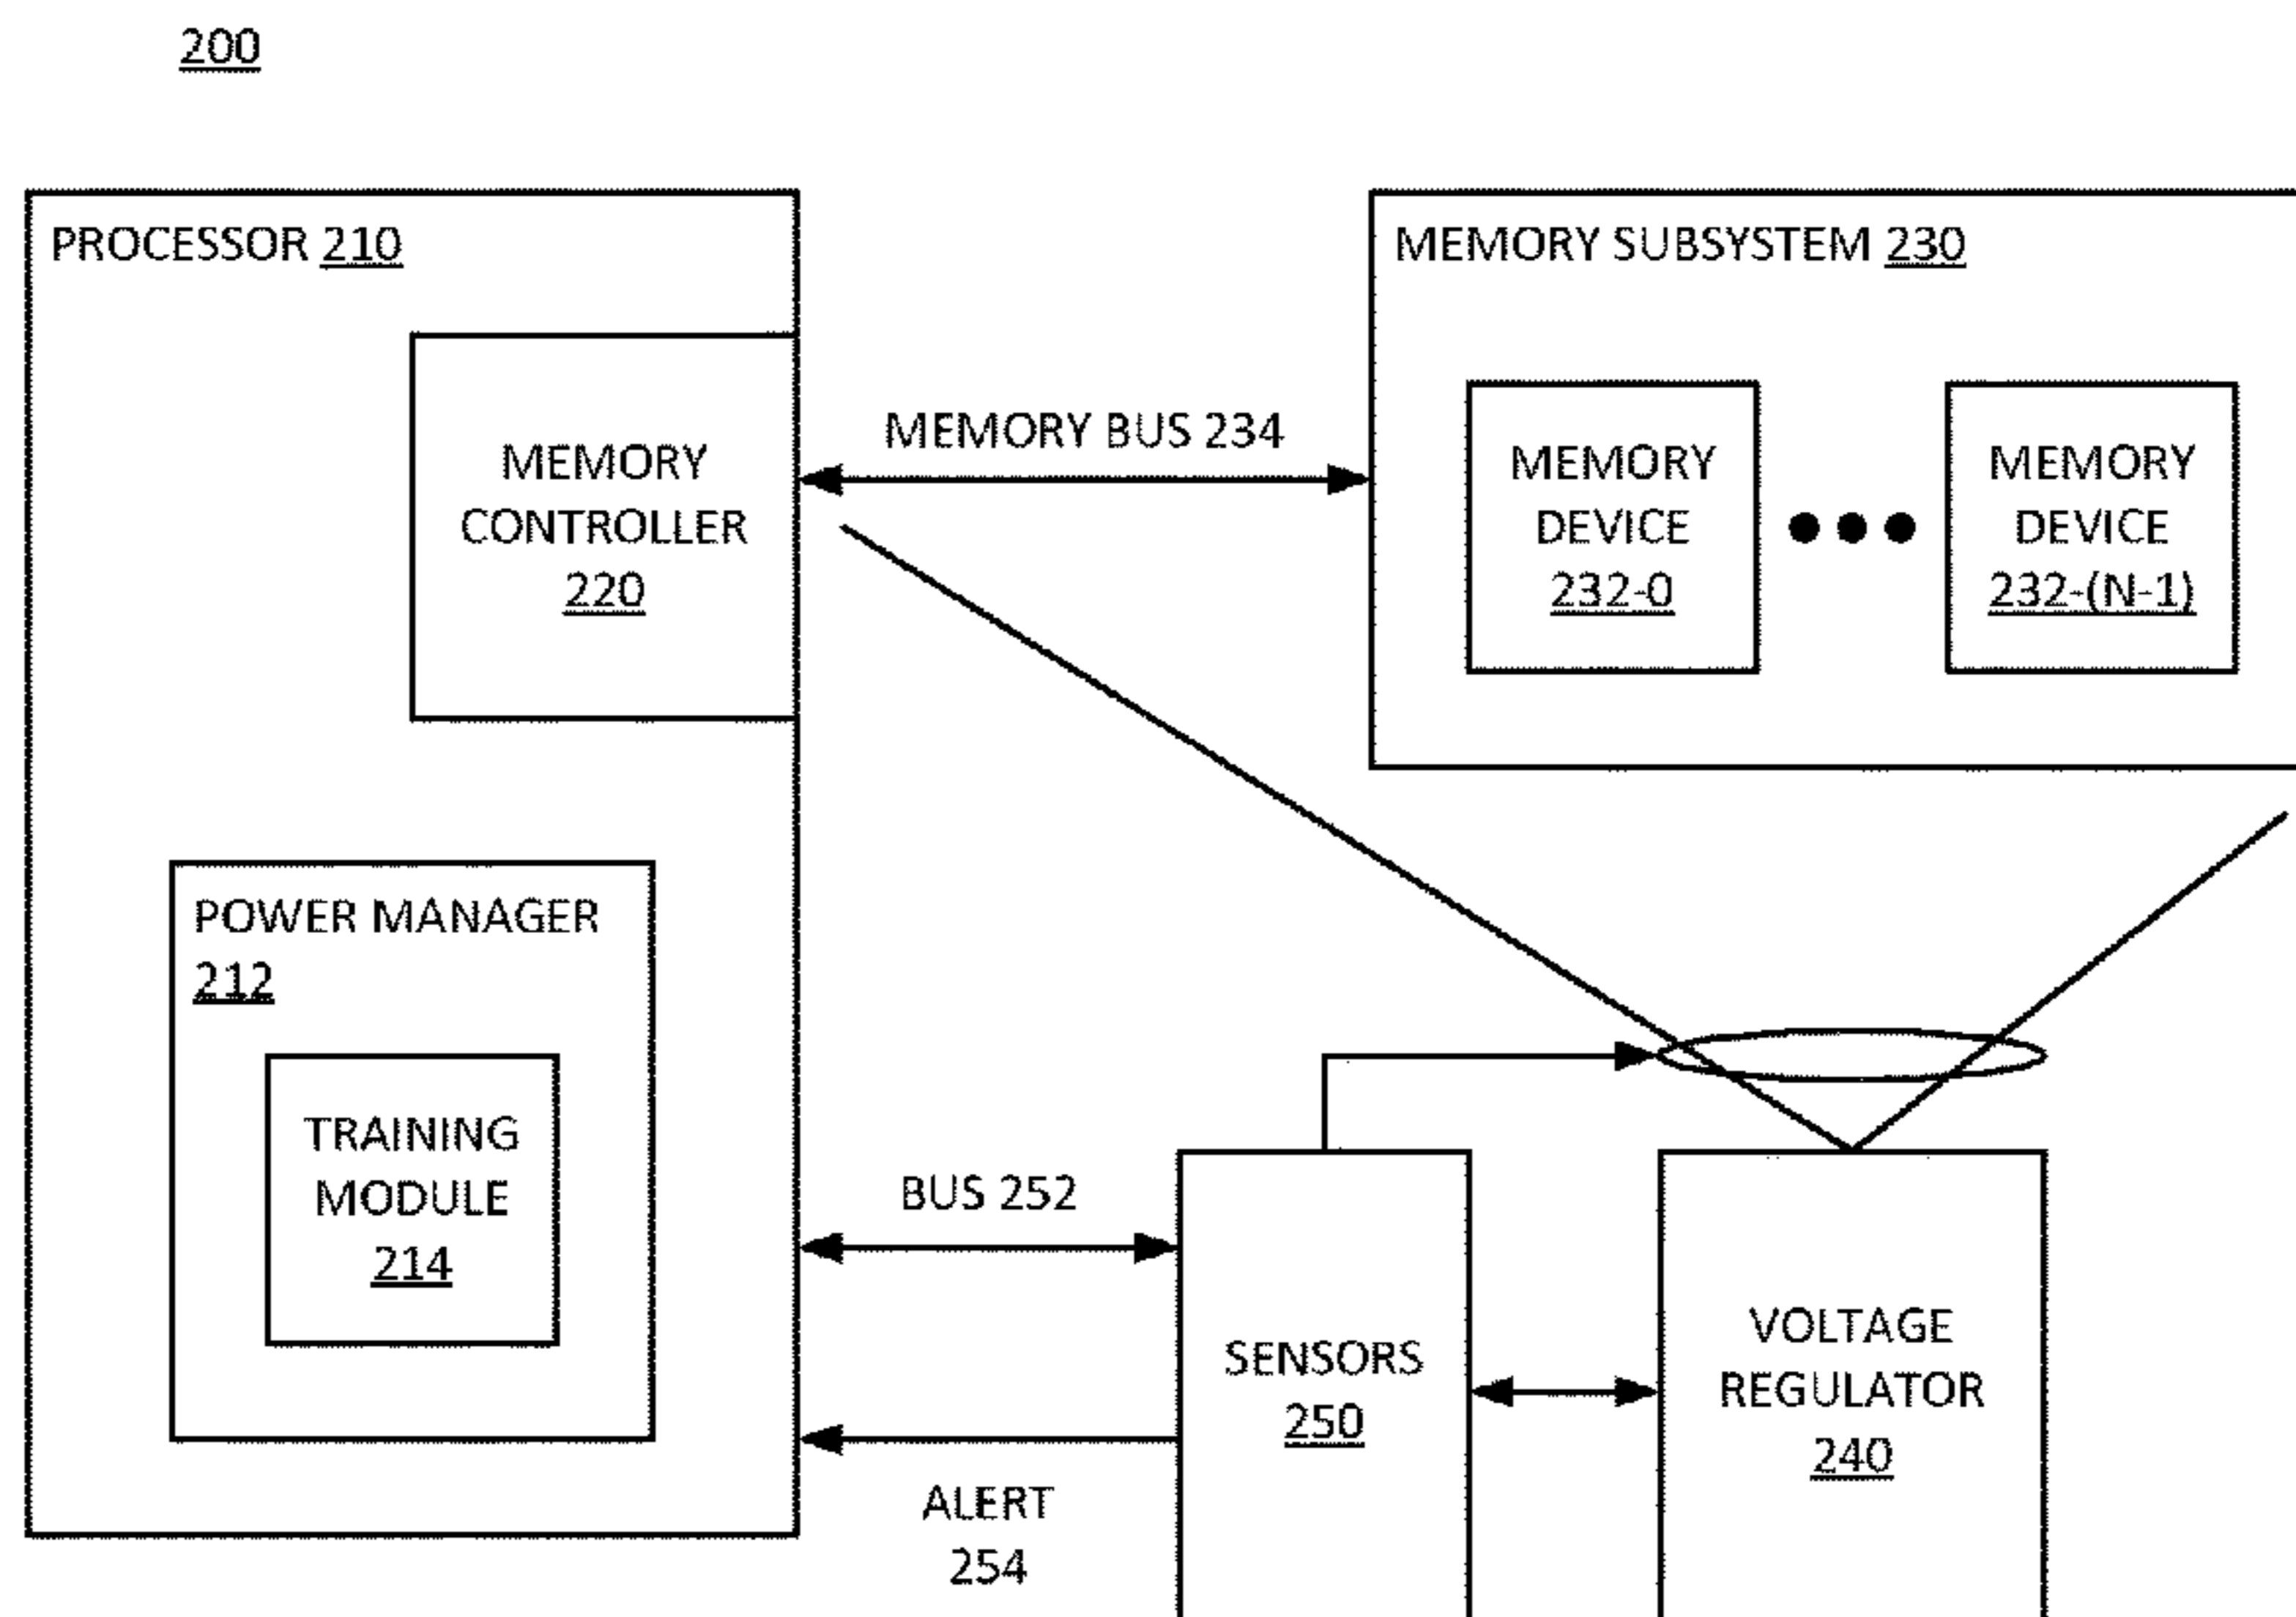 200
PROCESSOR 210
MEMORY
CONTROLLER
220
POWER MANAGER
212
TRAINING
MODULE
214
MEMORY BUS 234
MEMORY SUBSYSTEM 230
MEMORY
DEVICE
232-0
MEMORY
DEVICE
232-(N-1)
BUS 252
ALERT
254
SENSORS
250
VOLTAGE
REGULATOR
240